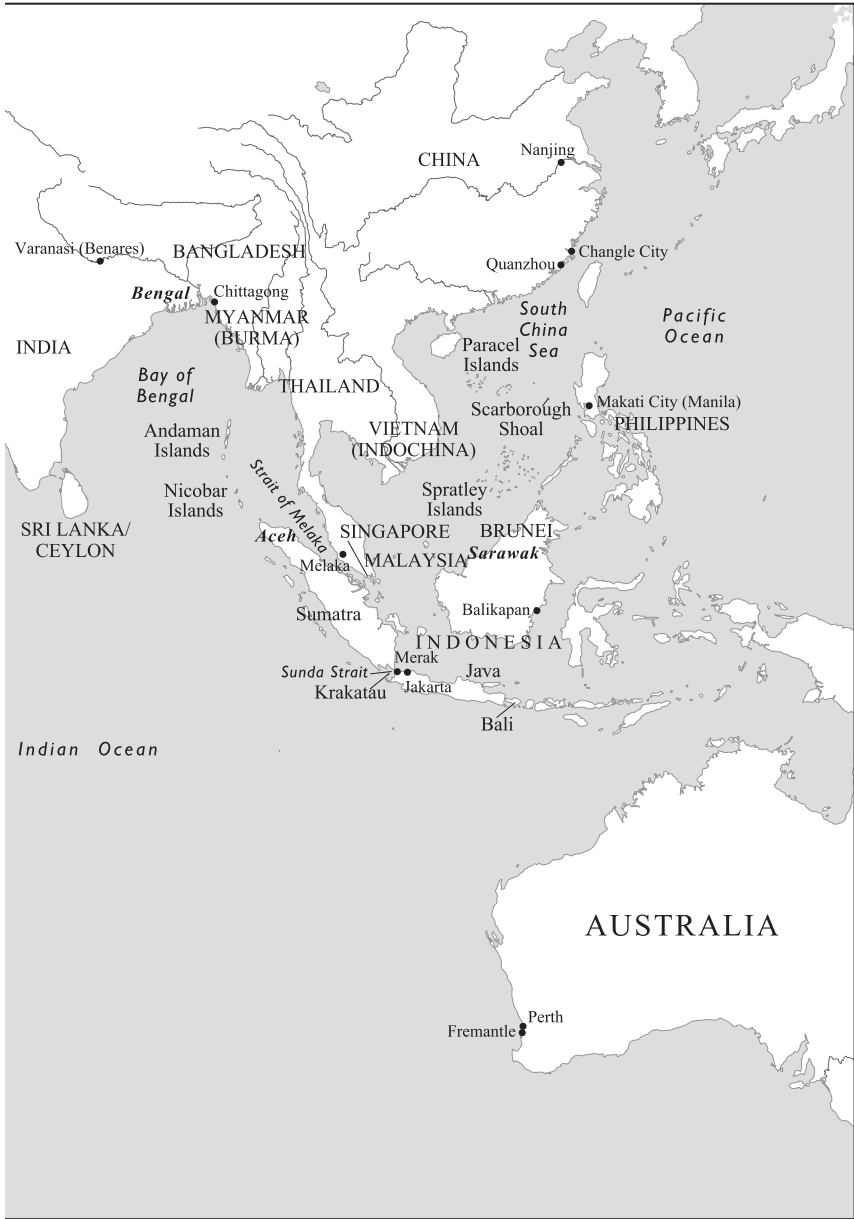 Nanjing
CHINA
Varanasi (Benares)
BANGLADESH
Changle City
Quanzhou
Bengal
Chittagong
MYANMAR
(BURMA)
South
China
Sea
Pacific
Ocean
INDIA
Paracel
Islands
Bay of
Bengal
THAILAND
Scarborough
Shoal
Makati City (Manila)
PHILIPPINES
Andaman
Islands
VIETNAM
(INDOCHINA)
Strait of Melaka
Nicobar
Islands
Spratley
Islands
SRI LANKA/
CEYLON
Aceh
SINGAPORE
BRUNEI
Melaka
MALAYSIA
Sarawak
Sumatra
Balikapan
INDONESIA
Merak
Sunda Strait
Java
Krakatau
Jakarta
Bali
Indian Ocean
AUSTRALIA
Perth
Fremantle